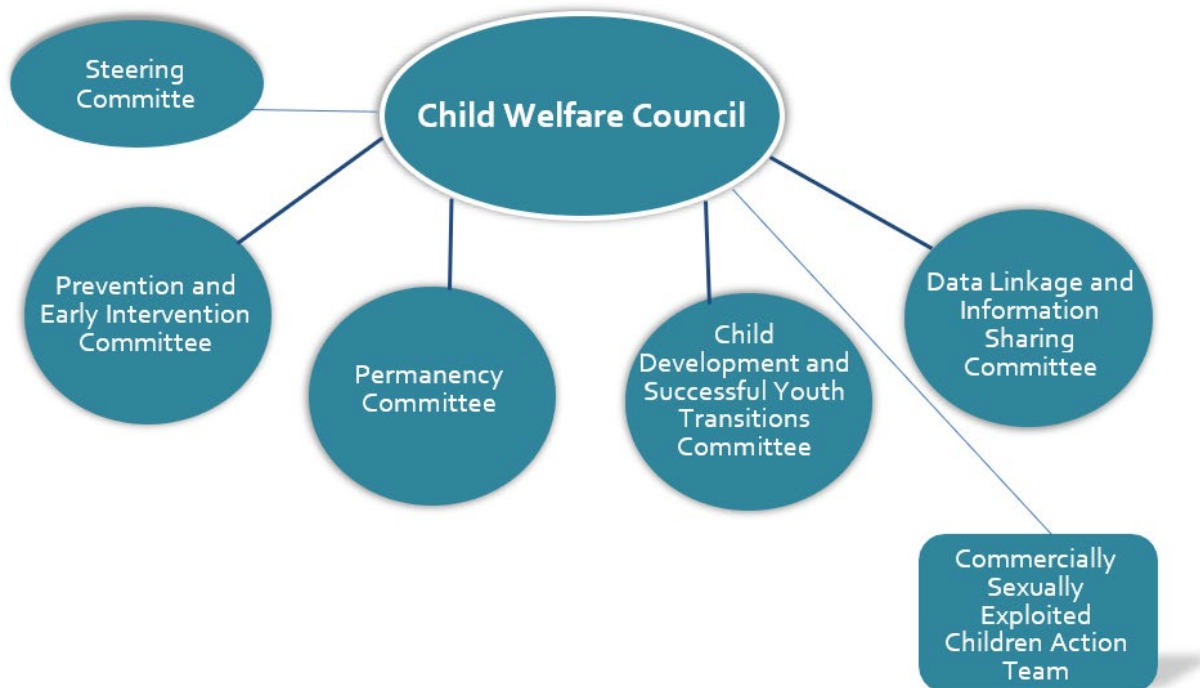 Steering
Committe
Child Welfare Council
Prevention and
Early Intervention
Committee
Permanency
Committee
Child
Development and
Successful Youth
Transitions
Committee
Data Linkage and
Information
Sharing
Committee
Commercially
Sexually
Exploited
Children Action
Team